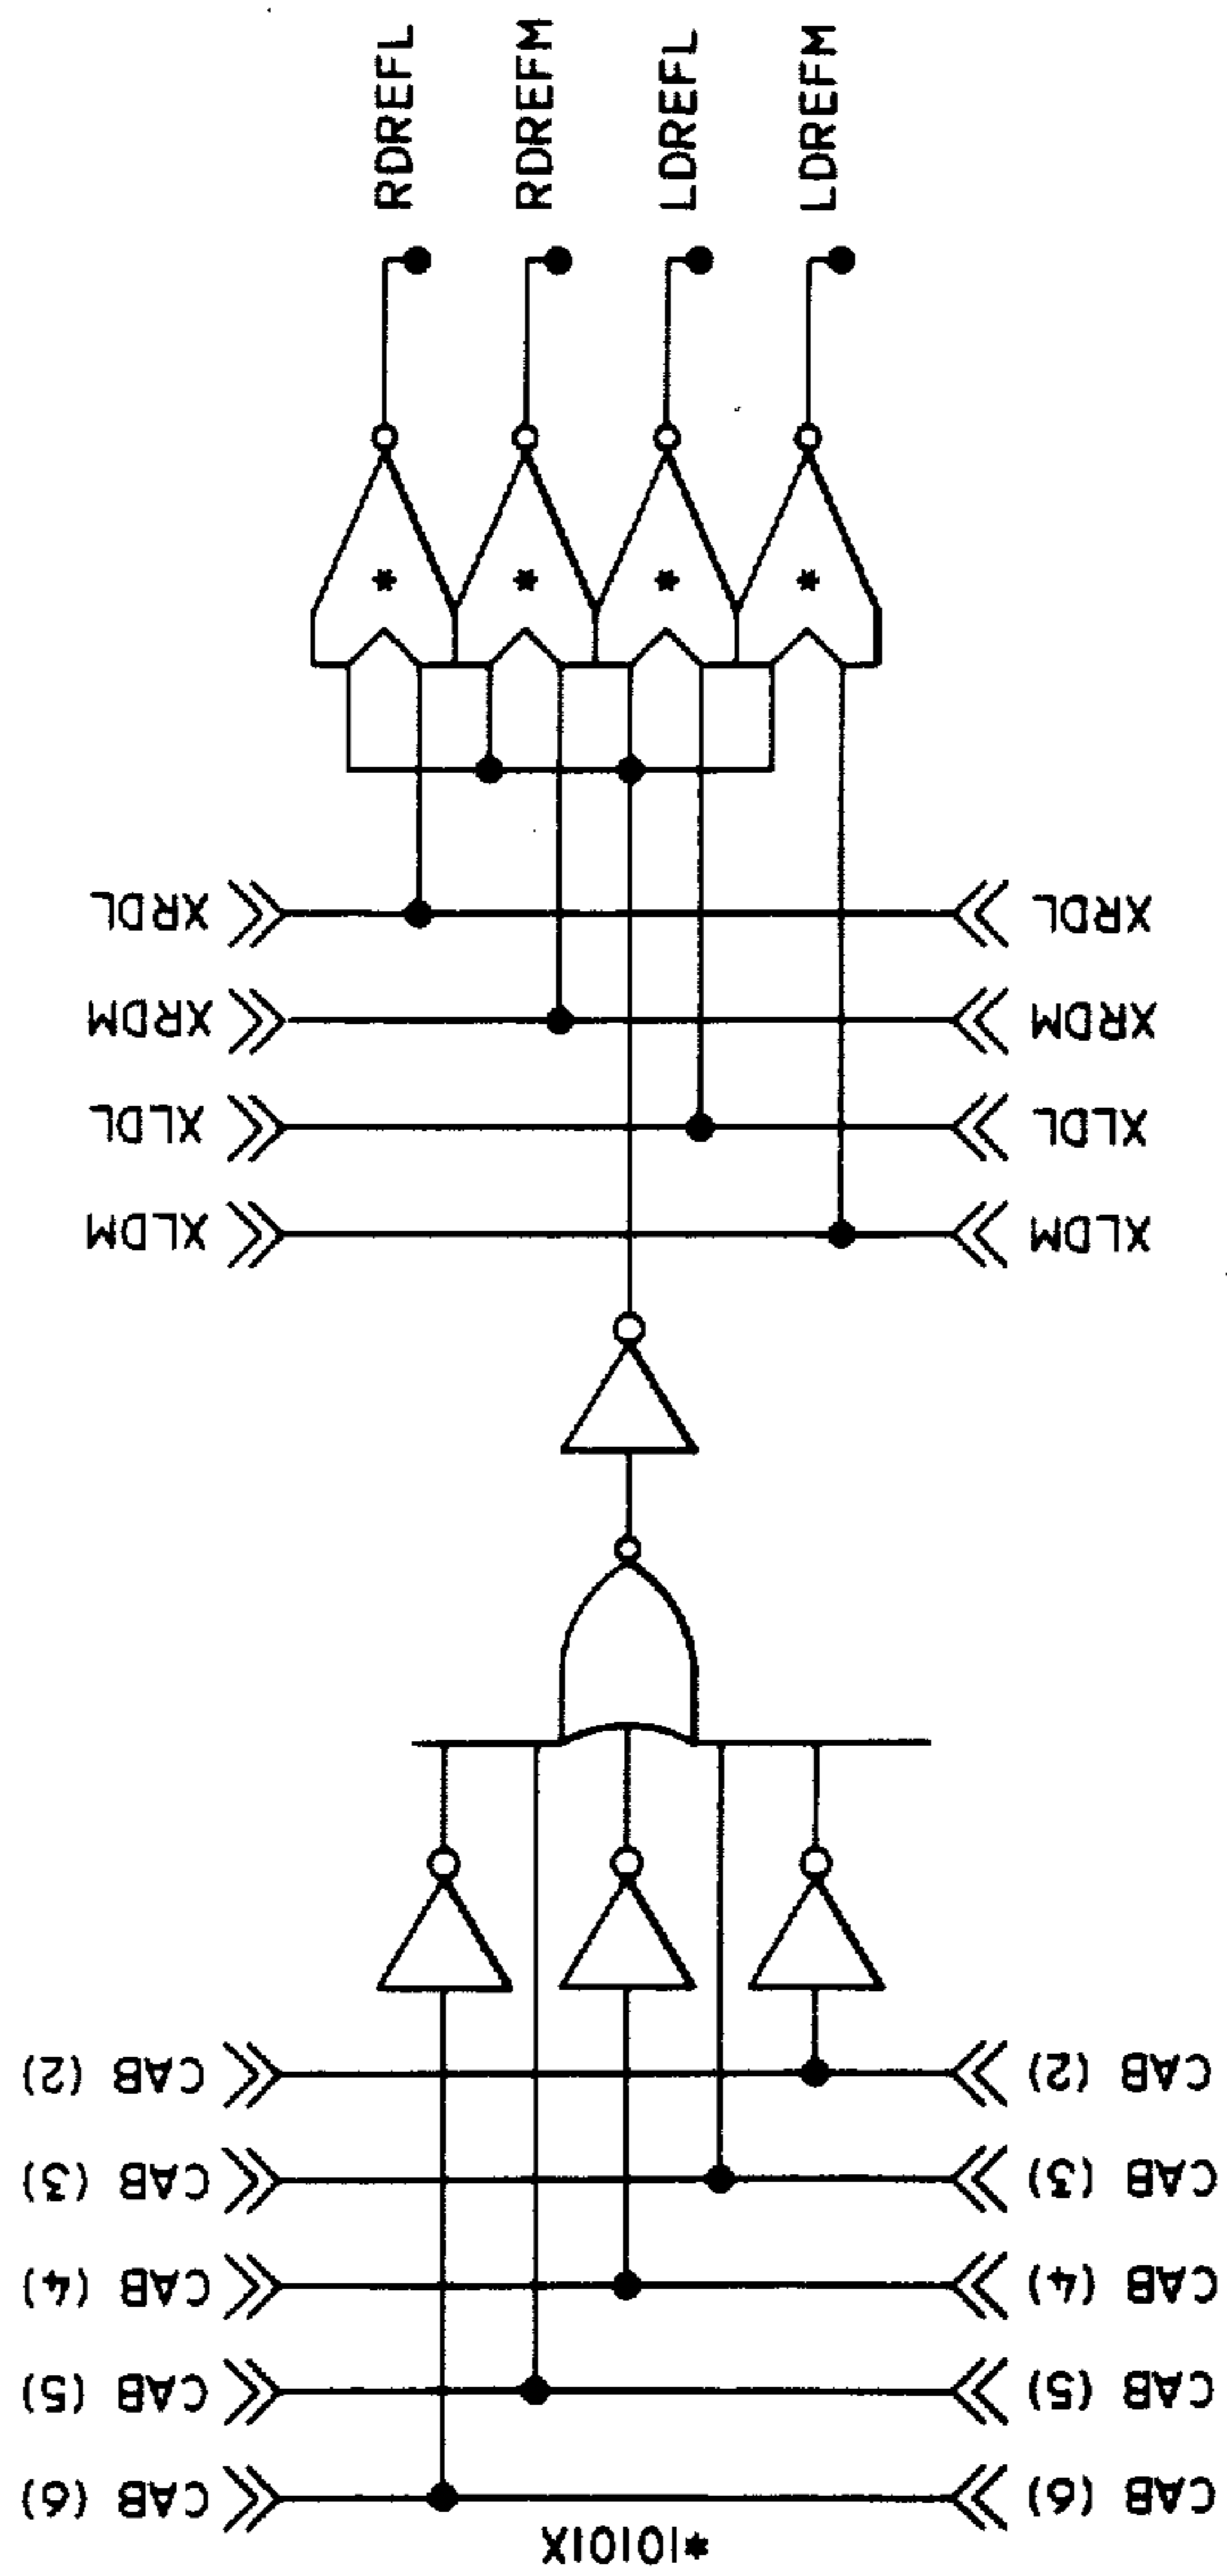 RDREFL
RDREFM
LDREFL
LDREFM
*
*
*
*
XRDL
XRDL
XRDM
XRDM
XLDL
XLDL
XLDM
XLDM
CAB (2)
CAB (2)
CAB (3)
CAB (3)
CAB (4)
CAB (4)
CAB (5)
CAB (5)
CAB (6)
CAB (6)
*10101X